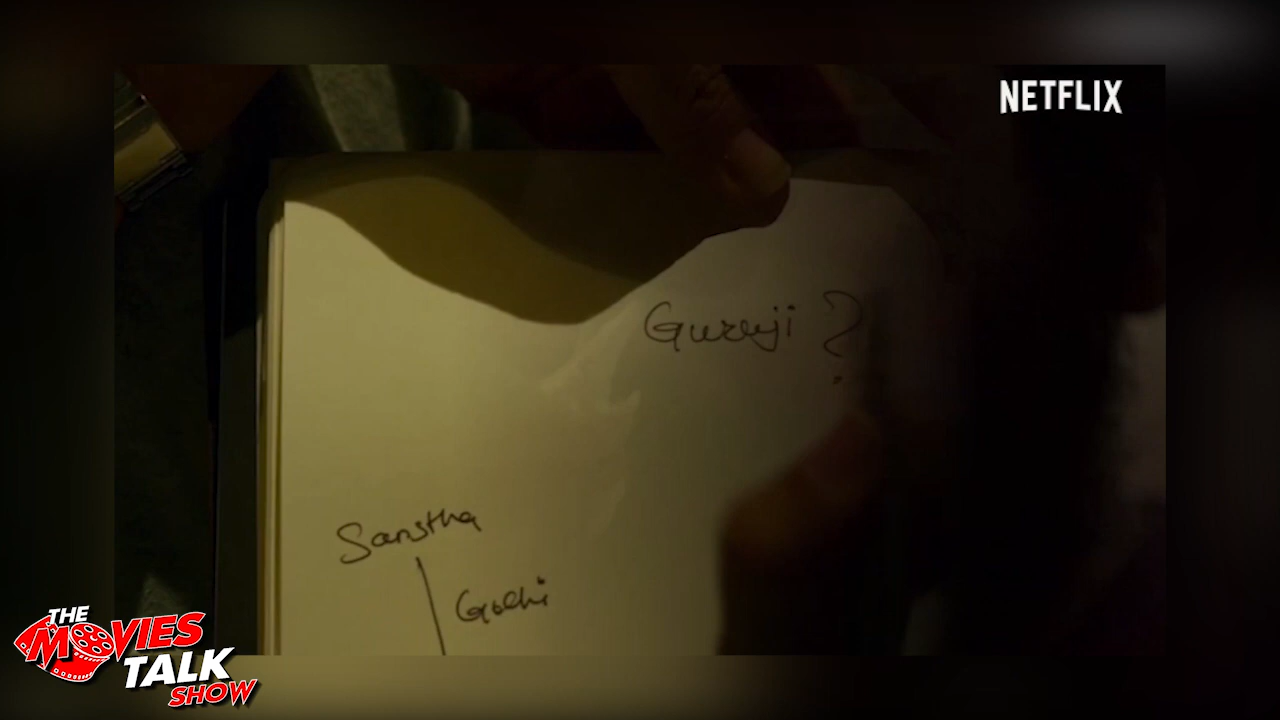 NETFLIX
Guruji ?
Sanstha
Gochi
THE
MOVIES
TALK
SHOW